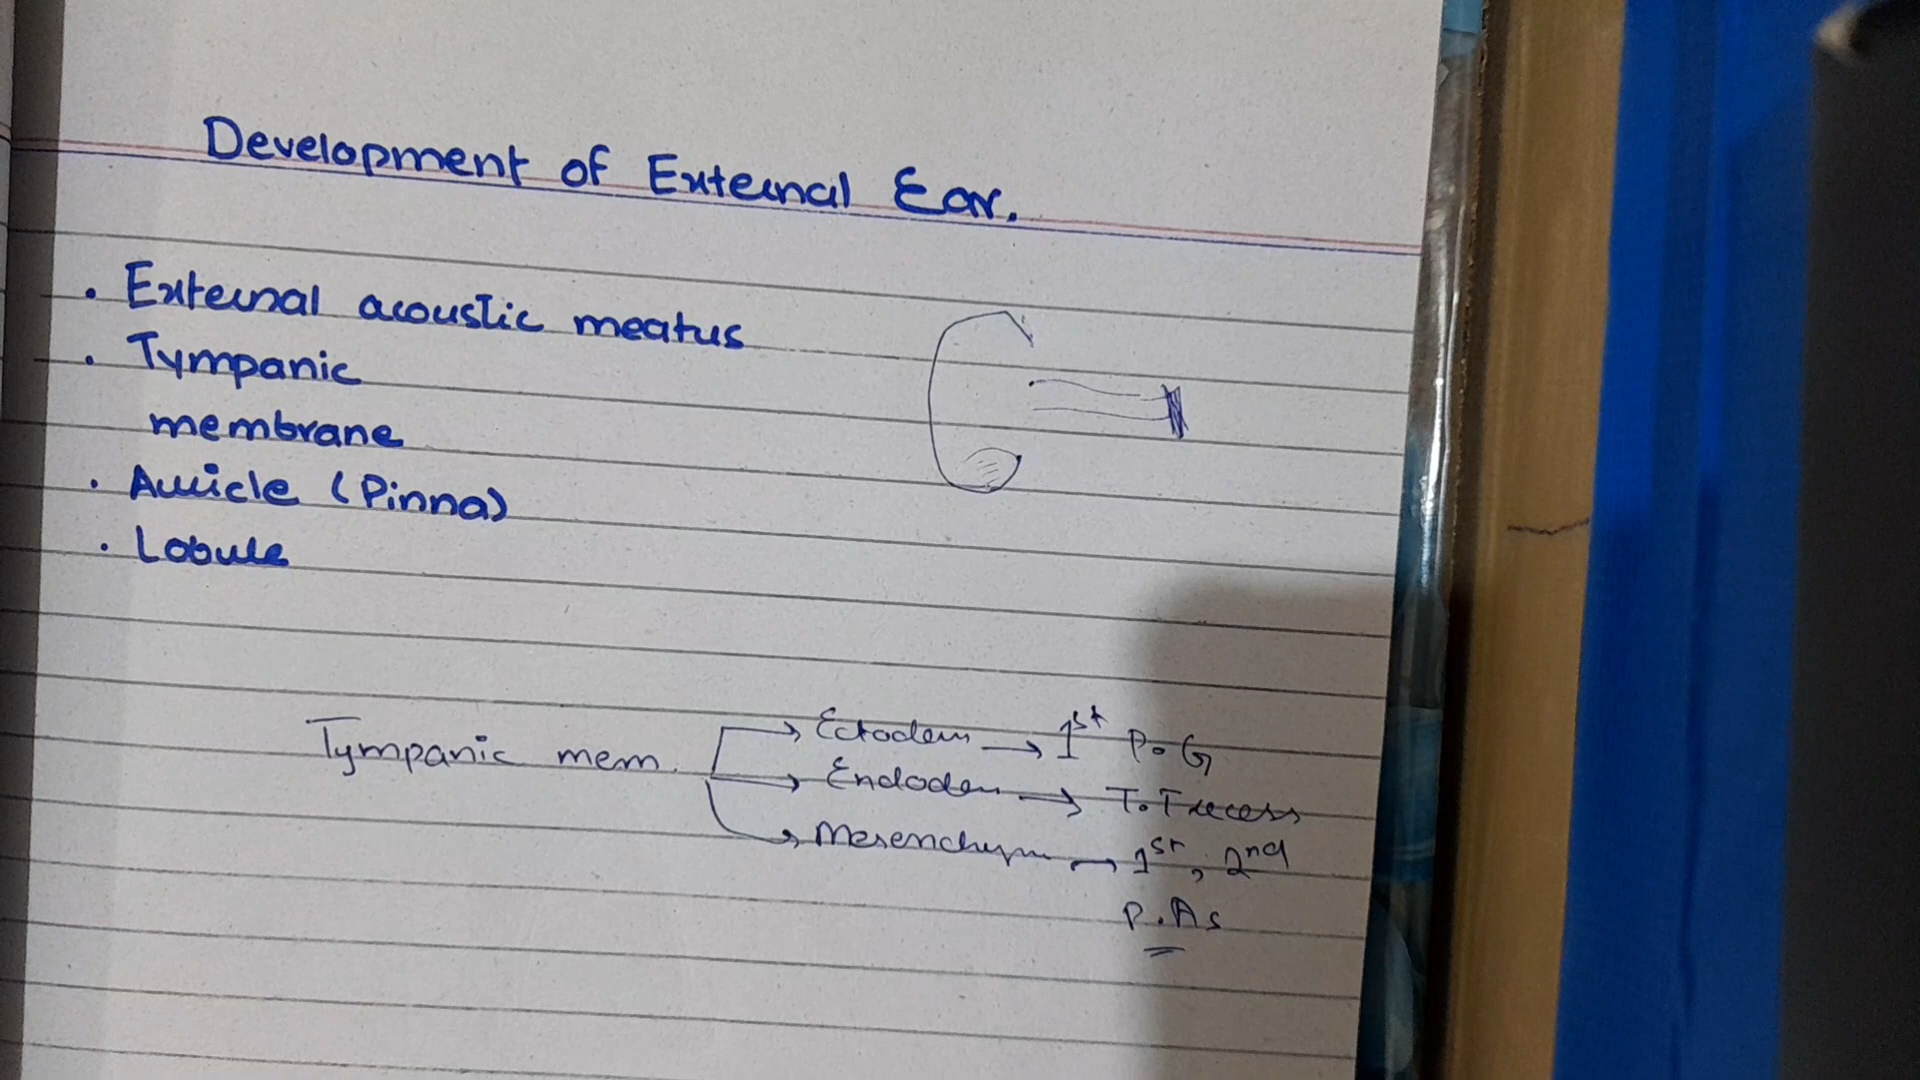 Development of External Ear.
. External acoustic meatus
. Tympanic
membrane
. Auricle (Pinna)
. Lobule
Tympanic mem. → Ectoderm → 1st P.G
→ Endoderm → T.T recess
→ Mesenchym → 1st, 2nd
P.As